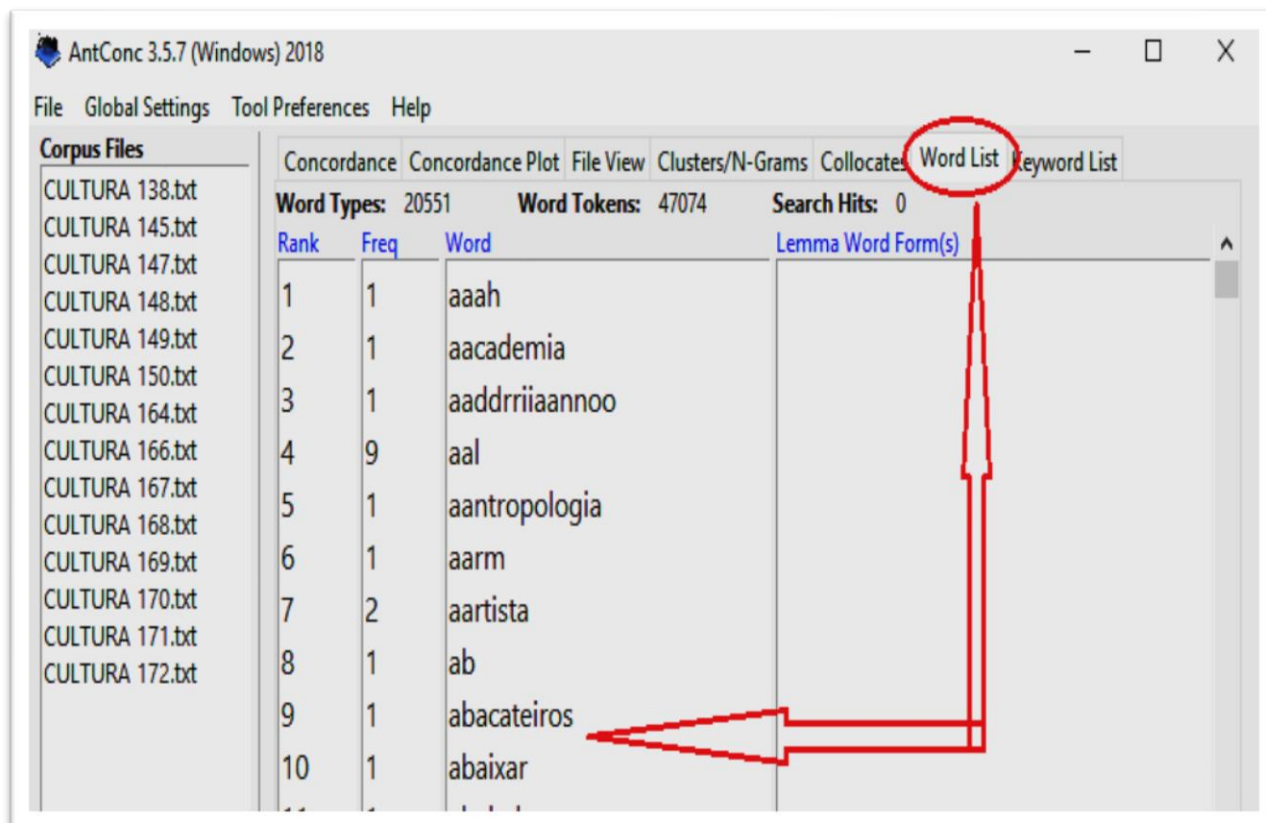 AntConc 3.5.7 (Windows) 2018
File Global Settings Tool Preferences Help
Corpus Files
CULTURA 138.txt
CULTURA 145.txt
CULTURA 147.txt
CULTURA 148.txt
CULTURA 149.txt
CULTURA 150.txt
CULTURA 164.txt
CULTURA 166.txt
CULTURA 167.txt
CULTURA 168.txt
CULTURA 169.txt
CULTURA 170.txt
CULTURA 171.txt
CULTURA 172.txt
Concordance Concordance Plot File View Clusters/N-Grams Collocates Word List Keyword List
Word Types: 20551 Word Tokens: 47074 Search Hits: 0
Rank Freq Word Lemma Word Form(s)
1 1 aaah
2 1 aacademia
3 1 aaddrriiaannoo
4 9 aal
5 1 aantropologia
6 1 aarm
7 2 aartista
8 1 ab
9 1 abacateiros
10 1 abaixar